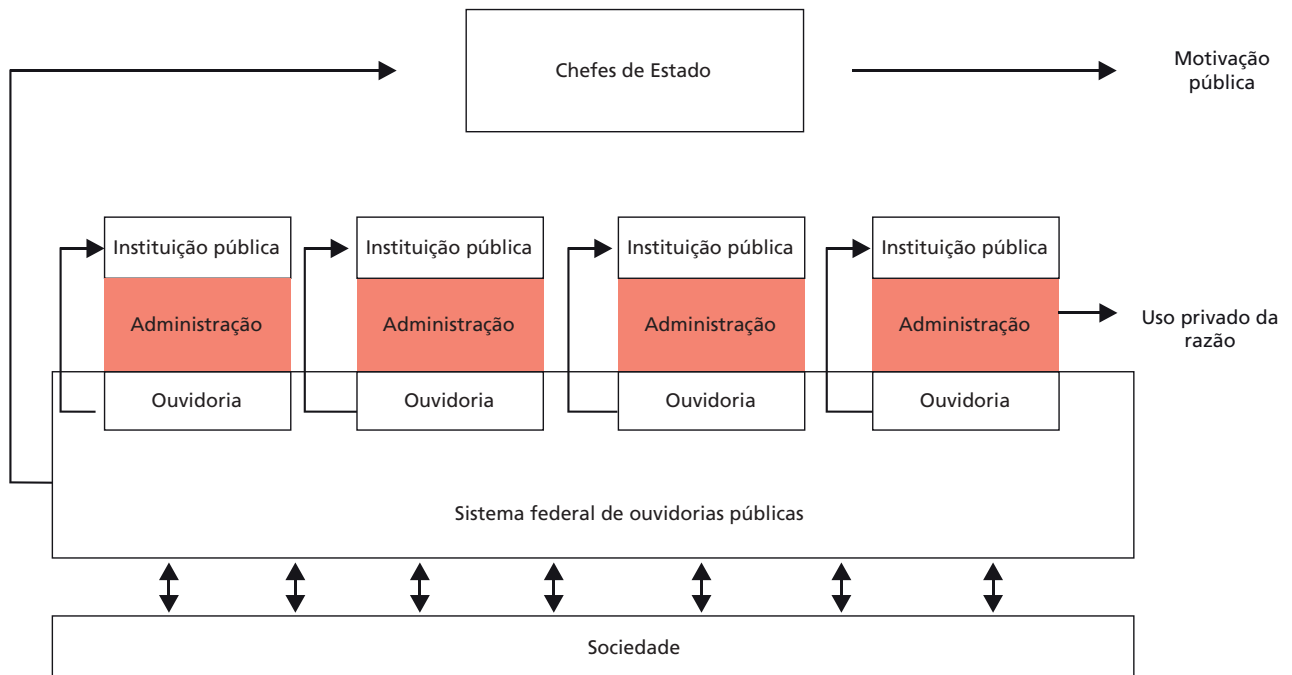 Chefes de Estado
Motivação
pública
Instituição pública
Instituição pública
Instituição pública
Instituição pública
Administração
Administração
Administração
Administração
Uso privado da
razão
Ouvidoria
Ouvidoria
Ouvidoria
Ouvidoria
Sistema federal de ouvidorias públicas
Sociedade